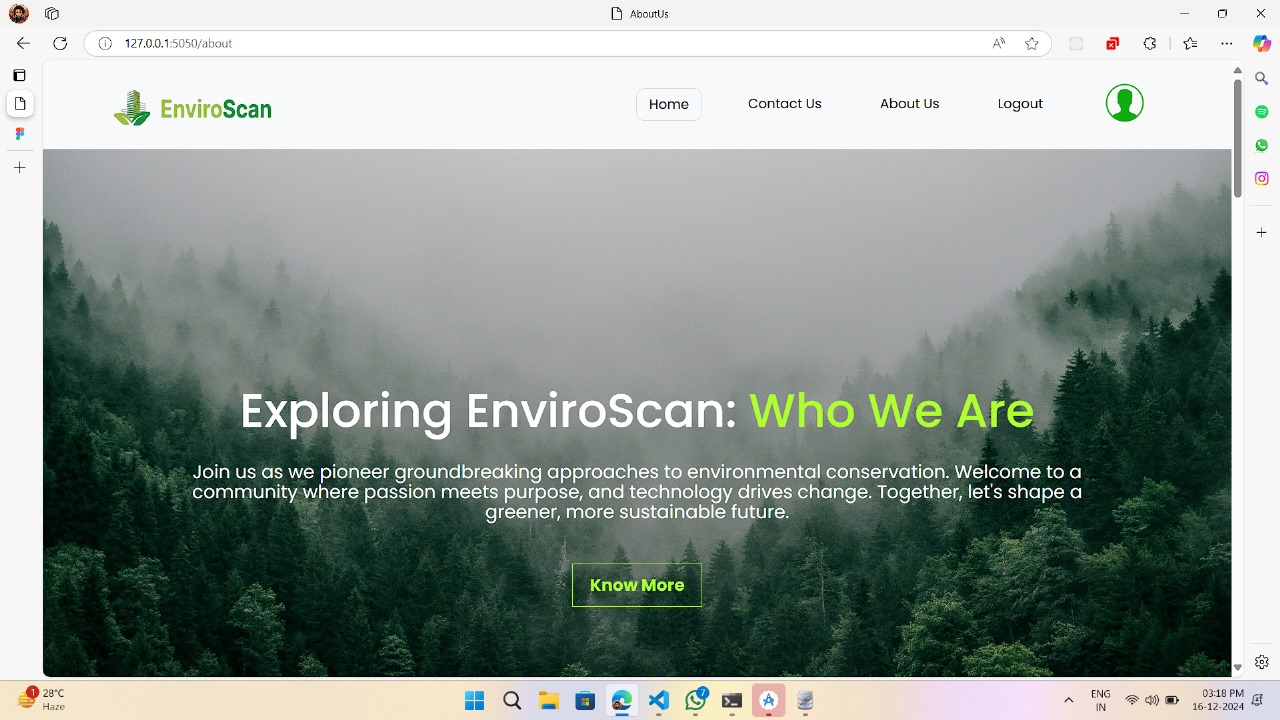 AboutUs
127.0.0.1:5050/about
EnviroScan
Home
Contact Us
About Us
Logout
Exploring EnviroScan: Who We Are
Join us as we pioneer groundbreaking approaches to environmental conservation. Welcome to a
community where passion meets purpose, and technology drives change. Together, let's shape a
greener, more sustainable future.
Know More
1
28°C
Haze
7
ENG
IN
03:18 PM
16-12-2024